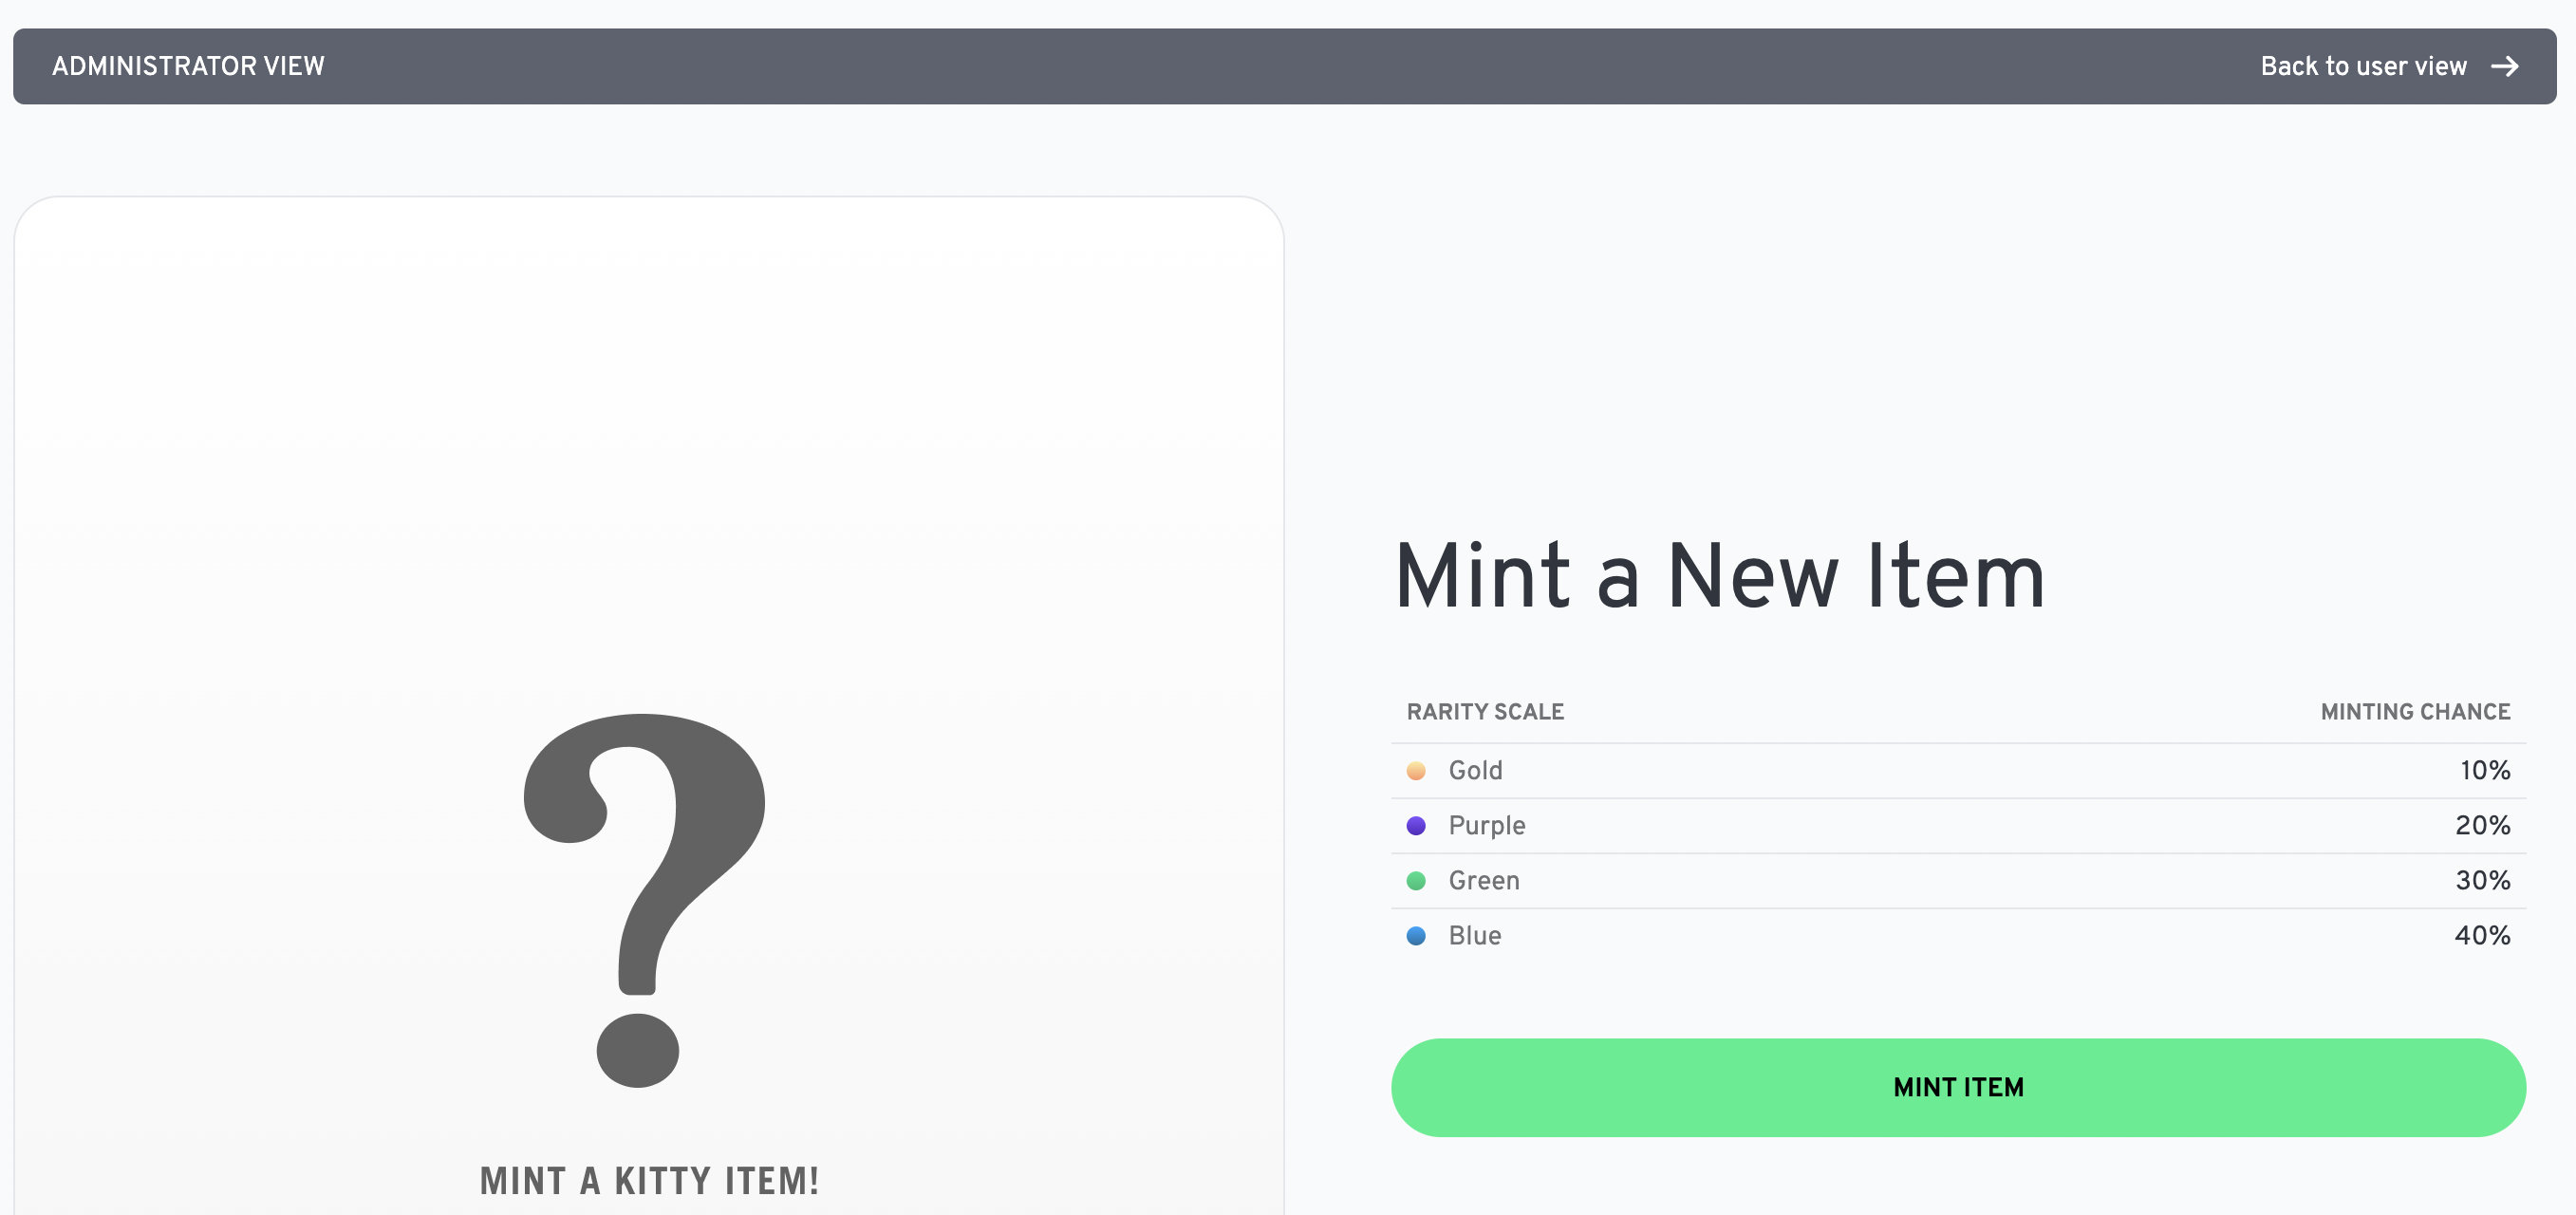 ADMINISTRATOR VIEW
Back to user view →
?
MINT A KITTY ITEM!
Mint a New Item
RARITY SCALE MINTING CHANCE
Gold 10%
Purple 20%
Green 30%
Blue 40%
MINT ITEM